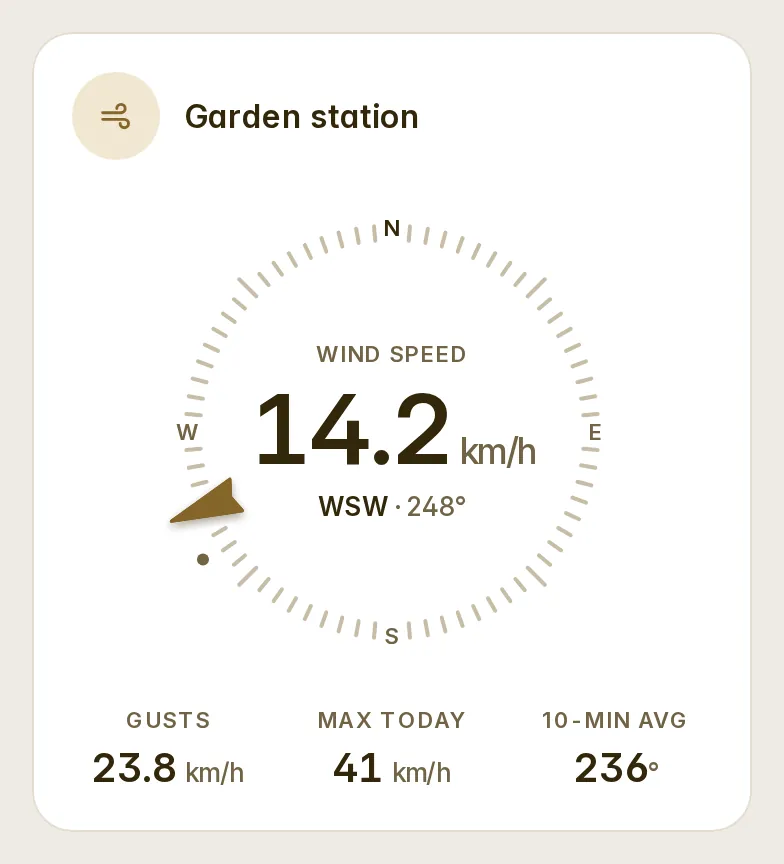 Garden station
N
WIND SPEED
W
14.2 km/h
E
WSW · 248°
S
GUSTS
MAX TODAY
10-MIN AVG
23.8 km/h
41 km/h
236°